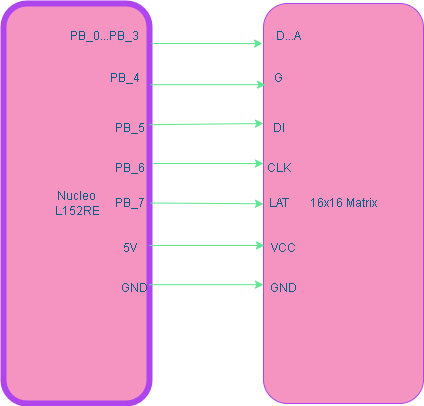 PB_0...PB_3 D...A
PB_4 G
PB_5 DI
PB_6 CLK
Nucleo
L152RE
PB_7 LAT 16x16 Matrix
5V VCC
GND GND